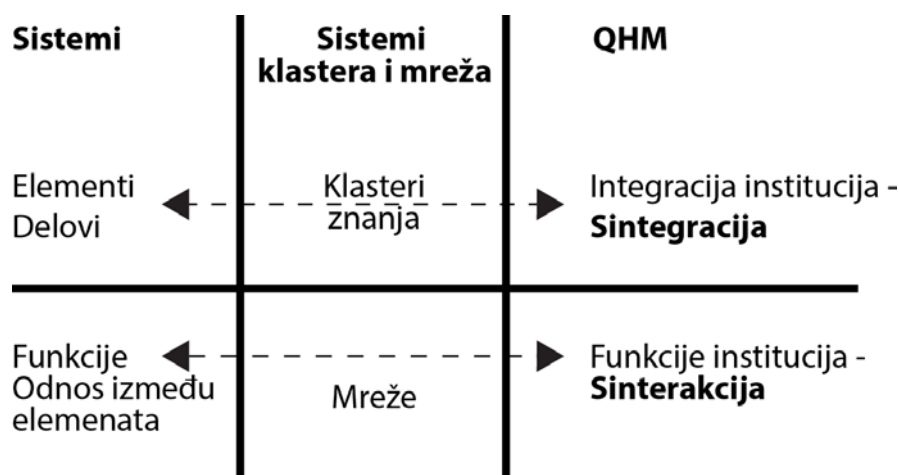 Sistemi
Sistemi
klastera i mreža
QHM
Elementi
Delovi
Klasteri
znanja
Integracija institucija -
Sintegracija
Funkcije
Odnos između
elemenata
Mreže
Funkcije institucija -
Sinterakcija